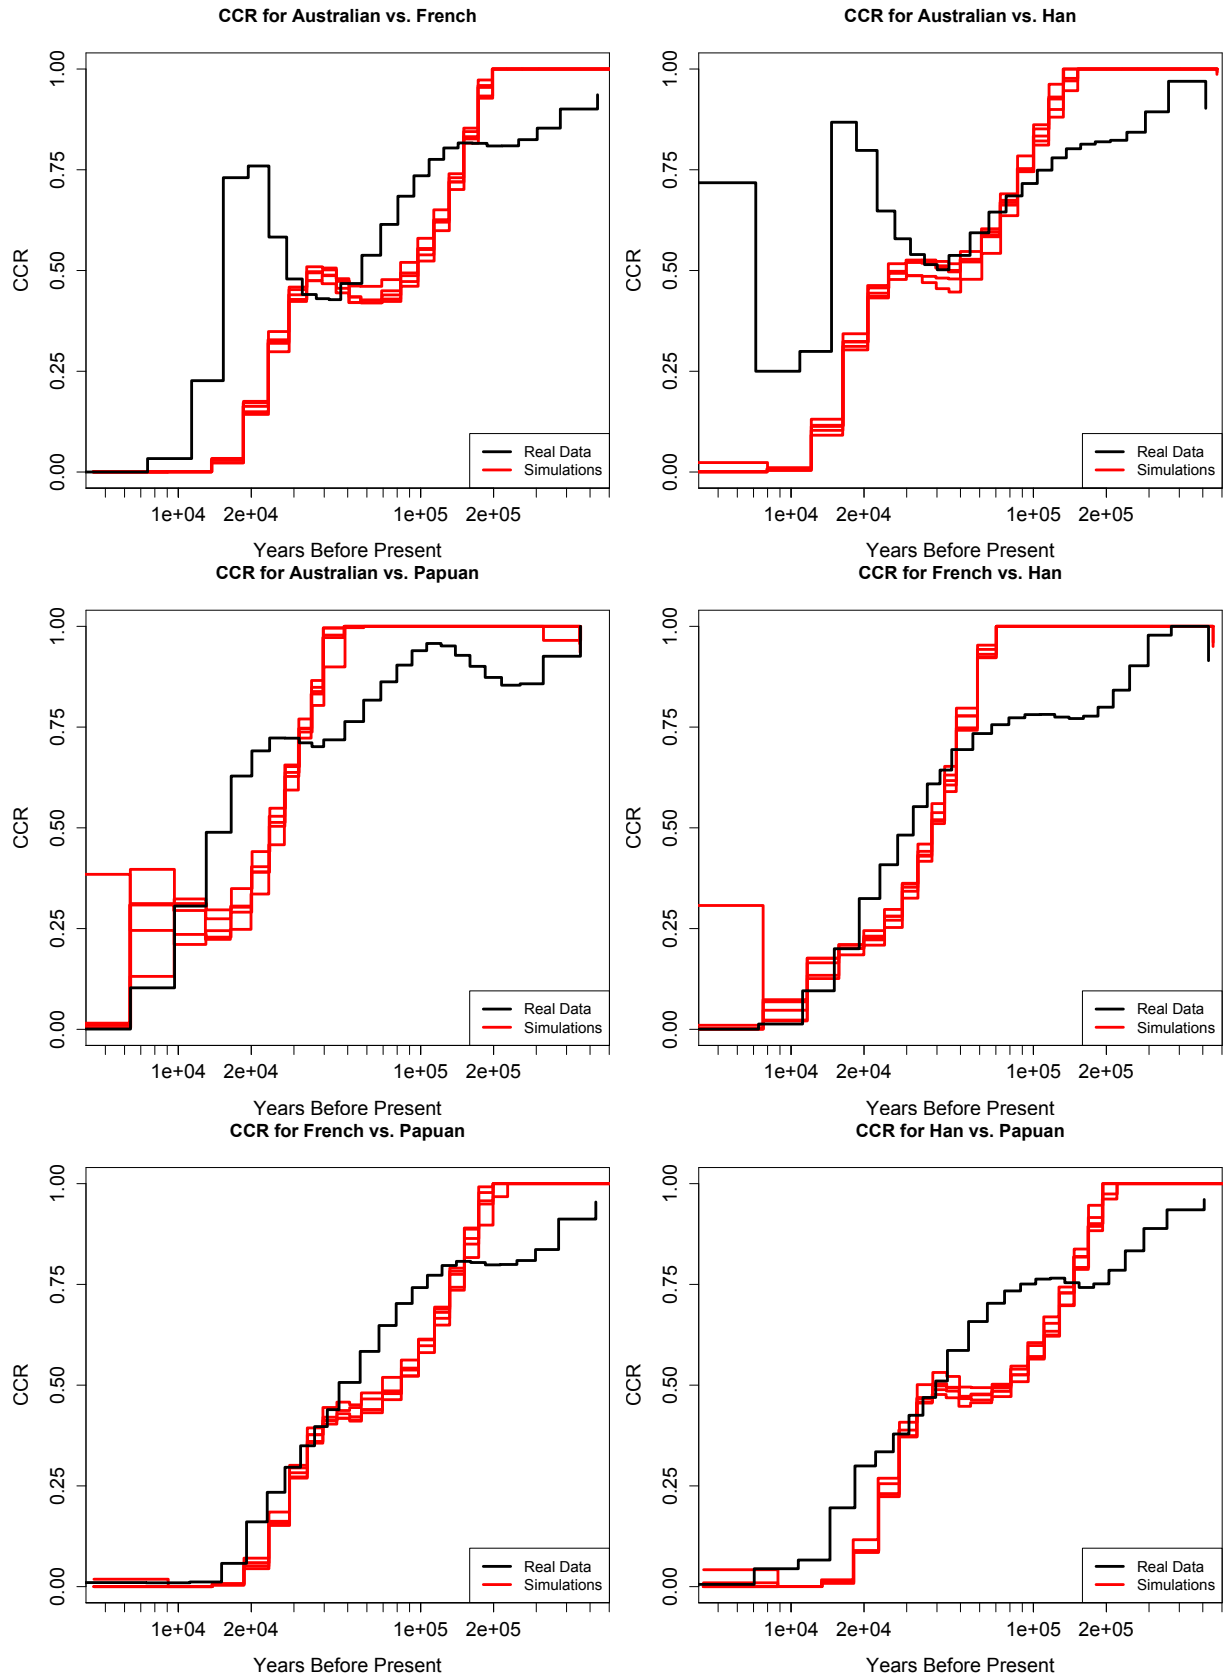 CCR for Australian vs. French
CCR
1.00
0.75
0.50
0.25
0.00
1e+04
2e+04
1e+05
2e+05
Years Before Present
Real Data
Simulations
CCR for Australian vs. Han
CCR
1.00
0.75
0.50
0.25
0.00
1e+04
2e+04
1e+05
2e+05
Years Before Present
Real Data
Simulations
CCR for Australian vs. Papuan
CCR
1.00
0.75
0.50
0.25
0.00
1e+04
2e+04
1e+05
2e+05
Years Before Present
Real Data
Simulations
CCR for French vs. Han
CCR
1.00
0.75
0.50
0.25
0.00
1e+04
2e+04
1e+05
2e+05
Years Before Present
Real Data
Simulations
CCR for French vs. Papuan
CCR
1.00
0.75
0.50
0.25
0.00
1e+04
2e+04
1e+05
2e+05
Years Before Present
Real Data
Simulations
CCR for Han vs. Papuan
CCR
1.00
0.75
0.50
0.25
0.00
1e+04
2e+04
1e+05
2e+05
Years Before Present
Real Data
Simulations